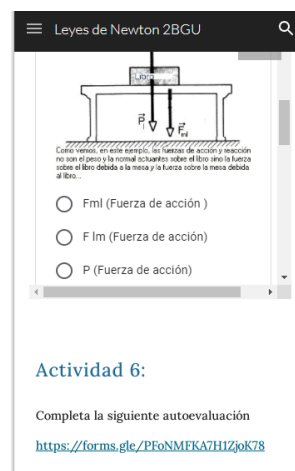 Leyes de Newton 2BGU
Libro
Como vemos, en este ejemplo, las fuerzas de acción y reacción
no son el peso y la normal actuantes sobre el libro sino la fuerza
sobre el libro debida a la mesa y la fuerza sobre la mesa debida
al libro...
Fml (Fuerza de acción )
F lm (Fuerza de acción)
P (Fuerza de acción)
Actividad 6:
Completa la siguiente autoevaluación
https://forms.gle/PFoNMFKA7H1ZjoK78